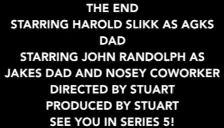 THE END
STARRING HAROLD SLIKK AS AGKS
DAD
STARRING JOHN RANDOLPH AS
JAKES DAD AND NOSEY COWORKER
DIRECTED BY STUART
PRODUCED BY STUART
SEE YOU IN SERIES 5!